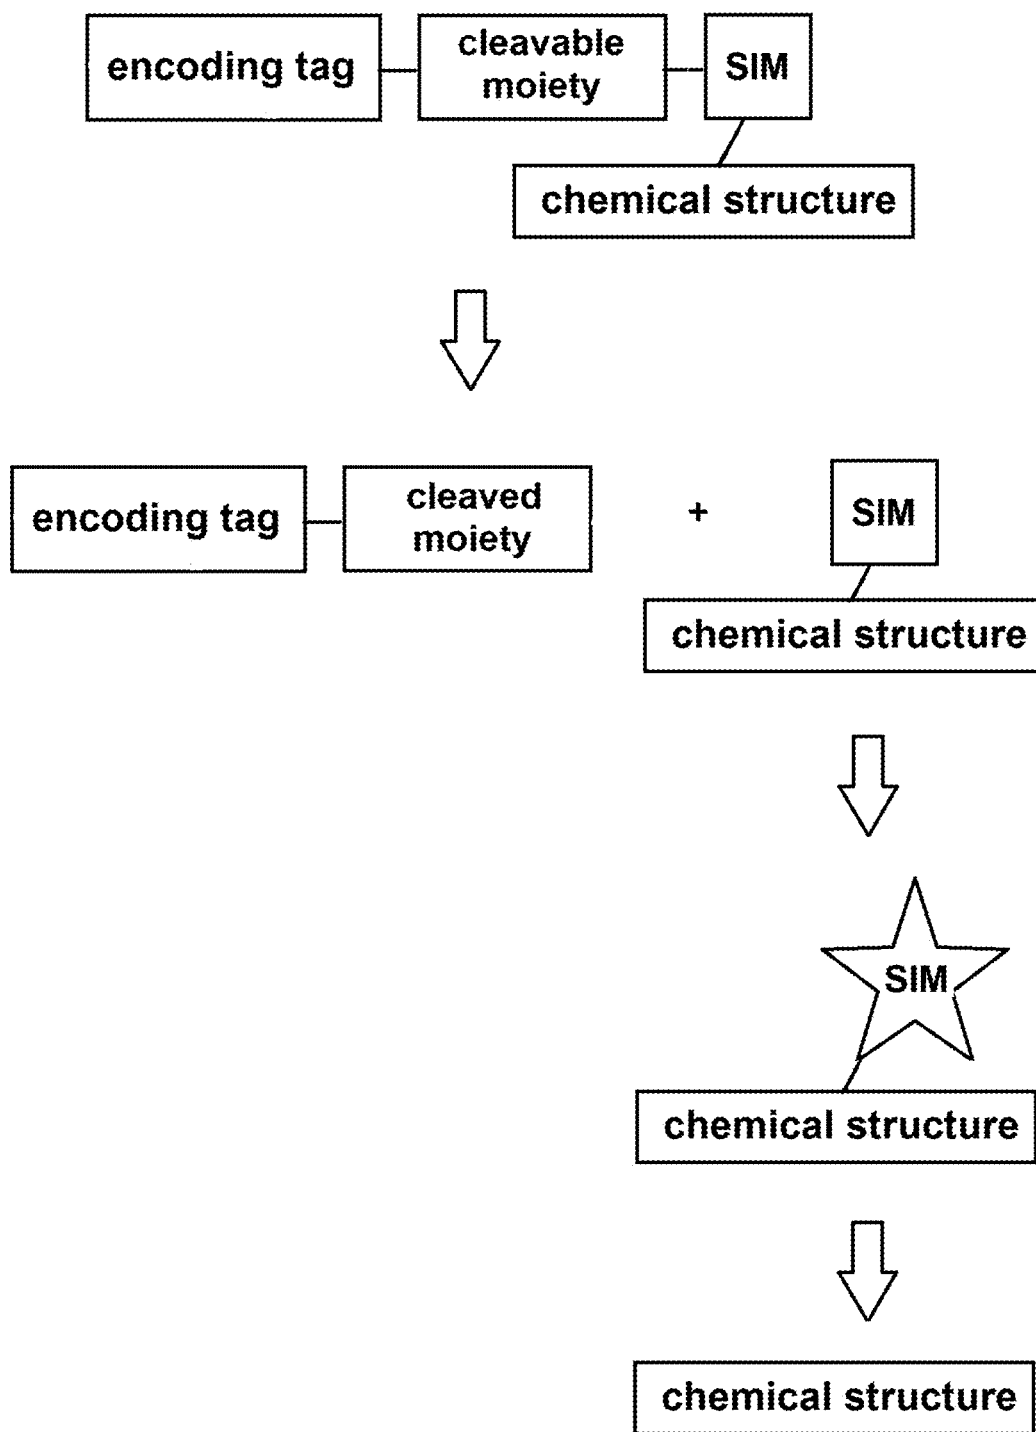 encoding tag
cleavable
moiety
SIM
chemical structure
encoding tag
cleaved
moiety
+
SIM
chemical structure
SIM
chemical structure
chemical structure